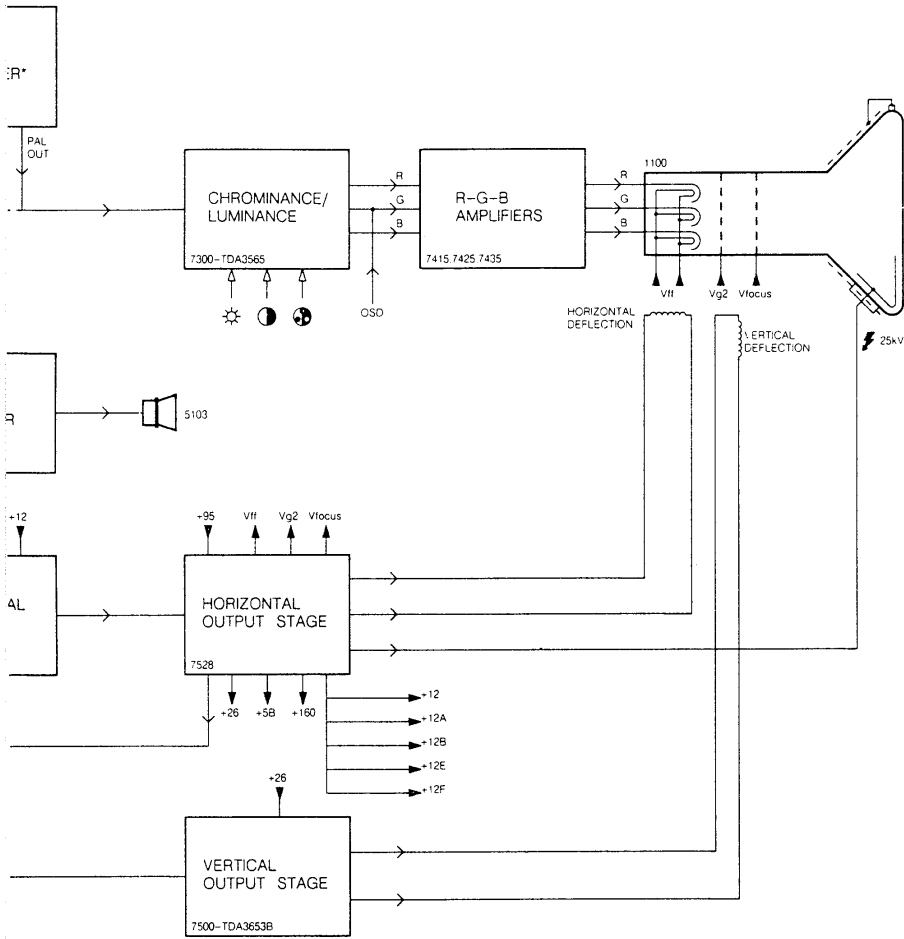 ER*
PAL
OUT
CHROMINANCE/
LUMINANCE
7300-TDA3565
R
G
B
OSD
R-G-B
AMPLIFIERS
7415.7425.7435
R
G
B
1100
Vff
Vg2
Vfocus
HORIZONTAL
DEFLECTION
VERTICAL
DEFLECTION
25kV
R
5103
+12
AL
+95
Vff
Vg2
Vfocus
HORIZONTAL
OUTPUT STAGE
7528
+26
+5B
+160
+12
+12A
+12B
+12E
+12F
+26
VERTICAL
OUTPUT STAGE
7500-TDA3653B